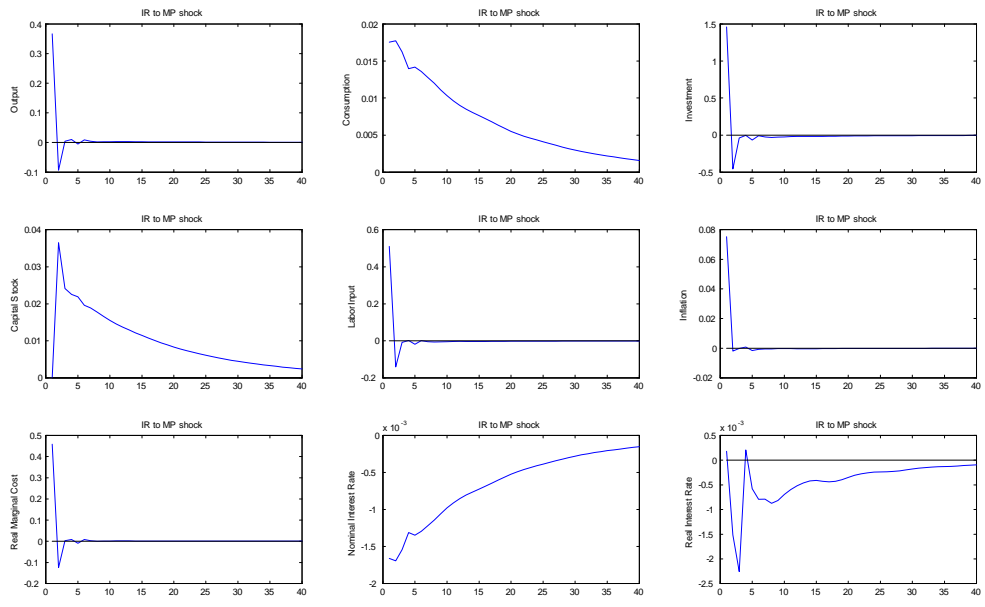 IR to MP shock
Output
0.4
0.3
0.2
0.1
0
-0.1
0 5 10 15 20 25 30 35 40
IR to MP shock
Consumption
0.02
0.015
0.01
0.005
0
0 5 10 15 20 25 30 35 40
IR to MP shock
Investment
1.5
1
0.5
0
-0.5
0 5 10 15 20 25 30 35 40
IR to MP shock
Capital Stock
0.04
0.03
0.02
0.01
0
0 5 10 15 20 25 30 35 40
IR to MP shock
Labor Input
0.6
0.4
0.2
0
-0.2
0 5 10 15 20 25 30 35 40
IR to MP shock
Inflation
0.08
0.06
0.04
0.02
0
-0.02
0 5 10 15 20 25 30 35 40
IR to MP shock
Real Marginal Cost
0.5
0.4
0.3
0.2
0.1
0
-0.1
-0.2
0 5 10 15 20 25 30 35 40
x 10⁻³ IR to MP shock
Nominal Interest Rate
0
-0.5
-1
-1.5
-2
0 5 10 15 20 25 30 35 40
x 10⁻³ IR to MP shock
Real Interest Rate
0.5
0
-0.5
-1
-1.5
-2
-2.5
0 5 10 15 20 25 30 35 40